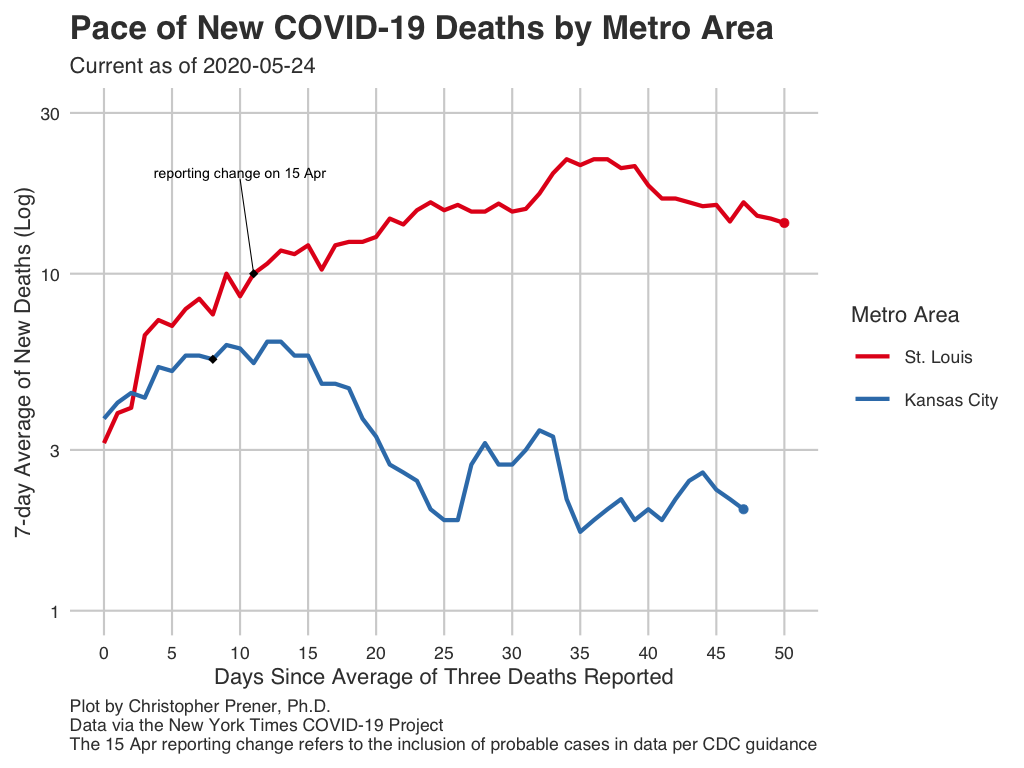 Pace of New COVID-19 Deaths by Metro Area
Current as of 2020-05-24
7-day Average of New Deaths (Log)
30
10
3
1
reporting change on 15 Apr
Metro Area
St. Louis
Kansas City
0 5 10 15 20 25 30 35 40 45 50
Days Since Average of Three Deaths Reported
Plot by Christopher Prener, Ph.D.
Data via the New York Times COVID-19 Project
The 15 Apr reporting change refers to the inclusion of probable cases in data per CDC guidance